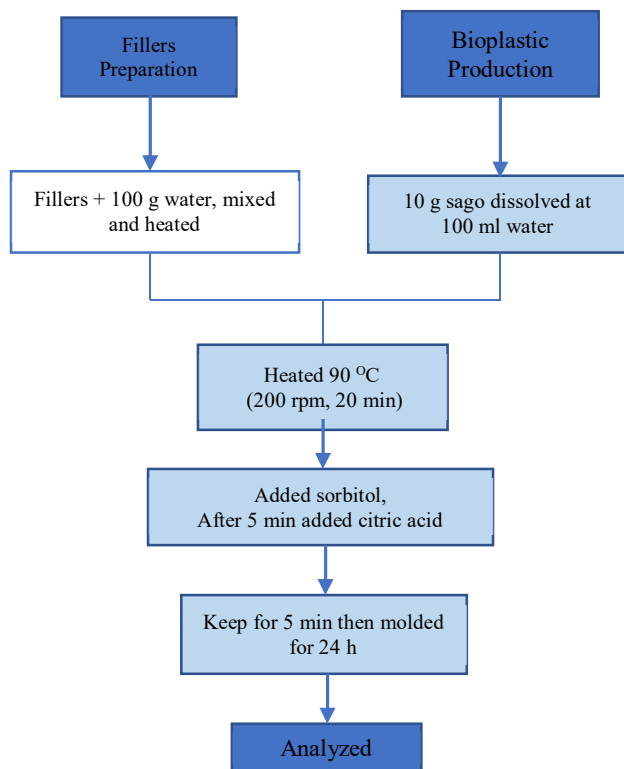 Fillers
Preparation
Bioplastic
Production
Fillers + 100 g water, mixed
and heated
10 g sago dissolved at
100 ml water
Heated 90 ᴼC
(200 rpm, 20 min)
Added sorbitol,
After 5 min added citric acid
Keep for 5 min then molded
for 24 h
Analyzed